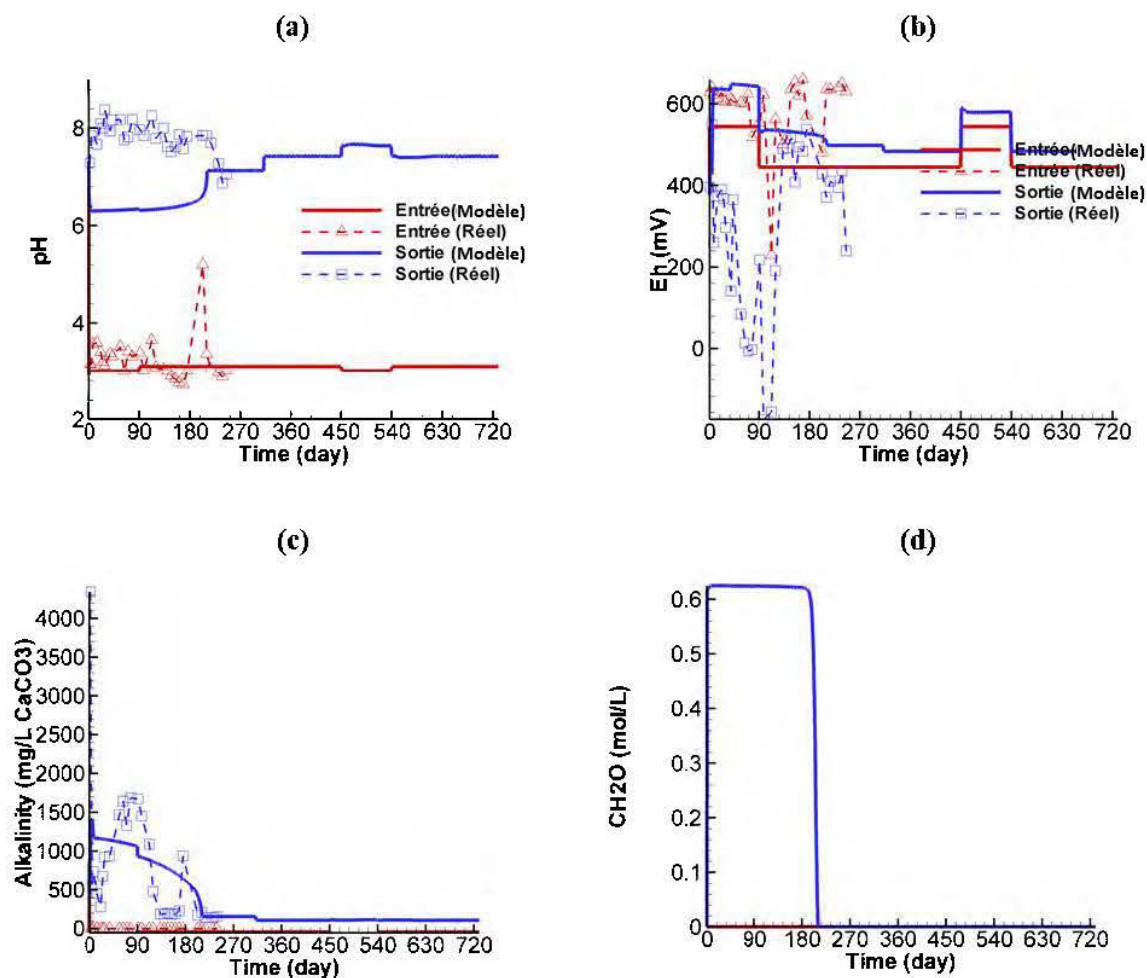 (a)
8
6
4
2
pH
0 90 180 270 360 450 540 630 720
Time (day)
Entrée(Modèle)
Entrée (Réel)
Sortie (Modèle)
Sortie (Réel)
(b)
600
400
200
0
Eh (mV)
0 90 180 270 360 450 540 630 720
Time (day)
Entrée(Modèle)
Entrée (Réel)
Sortie (Modèle)
Sortie (Réel)
(c)
4000
3500
3000
2500
2000
1500
1000
500
0
Alkalinity (mg/L CaCO3)
0 90 180 270 360 450 540 630 720
Time (day)
(d)
0.6
0.5
0.4
0.3
0.2
0.1
0
CH2O (mol/L)
0 90 180 270 360 450 540 630 720
Time (day)